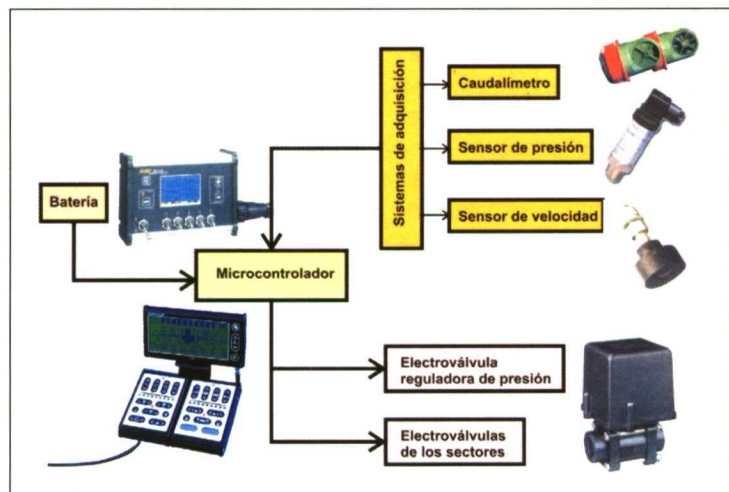 Sistemas de adquisición
Caudalímetro
Sensor de presión
Sensor de velocidad
Batería
Microcontrolador
Electroválvula
reguladora de presión
Electroválvulas
de los sectores